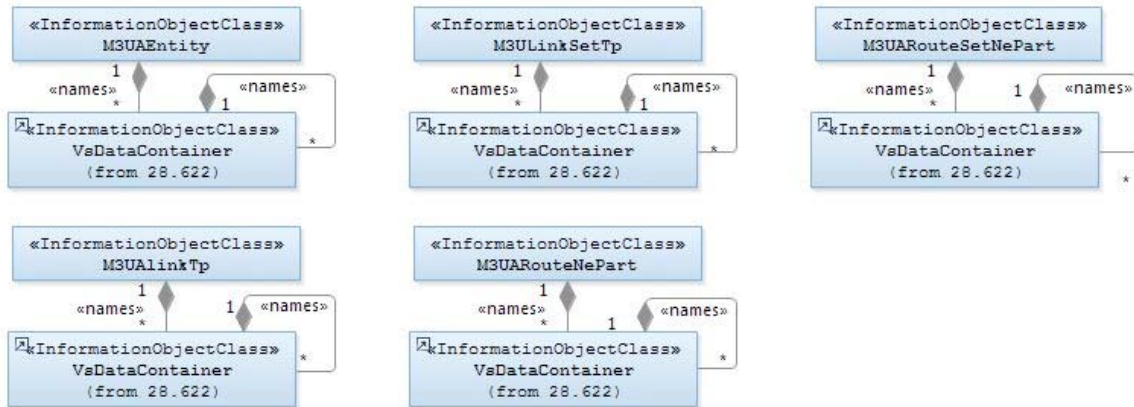 «InformationObjectClass»
M3UAEntity
1
«names»
*
«names»
1
*
«InformationObjectClass»
VsDataContainer
(from 28.622)
«InformationObjectClass»
M3ULinkSetTp
1
«names»
*
«names»
1
*
«InformationObjectClass»
VsDataContainer
(from 28.622)
«InformationObjectClass»
M3UARouteSetNePart
1
«names»
*
1
«names»
*
«InformationObjectClass»
VsDataContainer
(from 28.622)
«InformationObjectClass»
M3UAlinkTp
1
«names»
*
1
«names»
*
«InformationObjectClass»
VsDataContainer
(from 28.622)
«InformationObjectClass»
M3UARouteNePart
1
«names»
*
«names»
1
*
«InformationObjectClass»
VsDataContainer
(from 28.622)